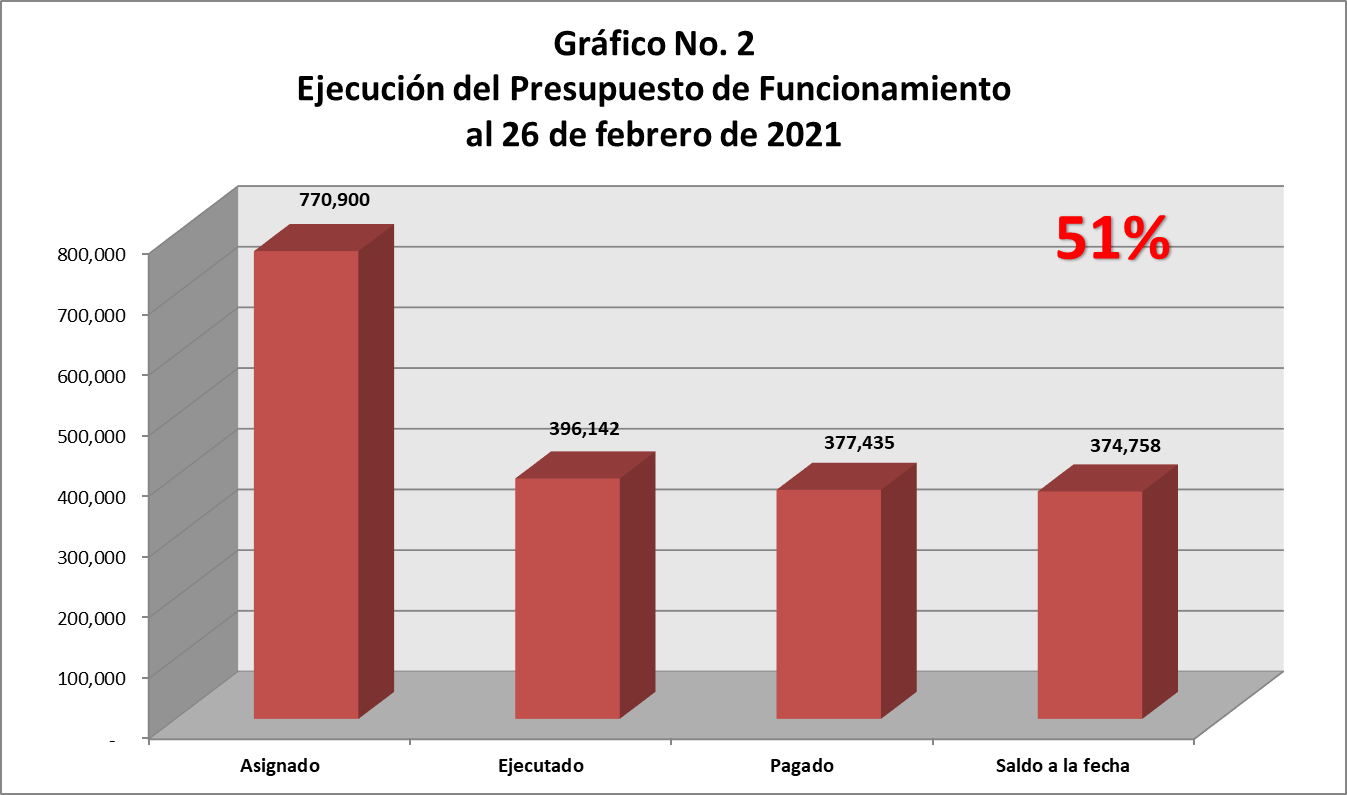 Gráfico No. 2
Ejecución del Presupuesto de Funcionamiento
al 26 de febrero de 2021
770,900
51%
800,000
700,000
600,000
500,000
400,000
300,000
200,000
100,000
-
396,142
377,435
374,758
Asignado
Ejecutado
Pagado
Saldo a la fecha